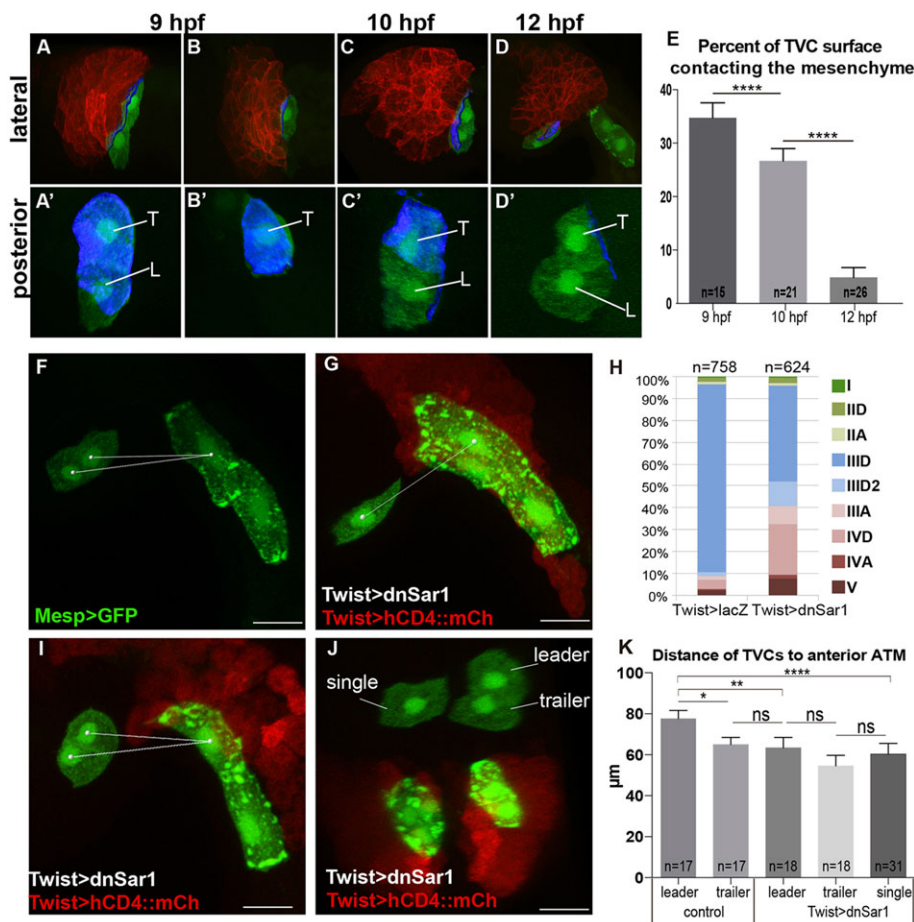 9 hpf
10 hpf
12 hpf
lateral
A
B
C
D
posterior
A'
T
L
B'
T
C'
T
L
D'
T
L
E
Percent of TVC surface
contacting the mesenchyme
40
30
20
10
0
****
****
n=15
n=21
n=26
9 hpf
10 hpf
12 hpf
F
Mesp>GFP
G
Twist>dnSar1
Twist>hCD4::mCh
H
n=758
n=624
100%
90%
80%
70%
60%
50%
40%
30%
20%
10%
0%
Twist>lacZ
Twist>dnSar1
I
IID
IIA
IIID
IIID2
IIIA
IVD
IVA
V
I
Twist>dnSar1
Twist>hCD4::mCh
J
single
leader
trailer
K
Distance of TVCs to anterior ATM
µm
100
80
60
40
20
0
****
**
*
ns
ns
ns
n=17
n=17
n=18
n=18
n=31
leader
trailer
leader
trailer
single
control
Twist>dnSar1